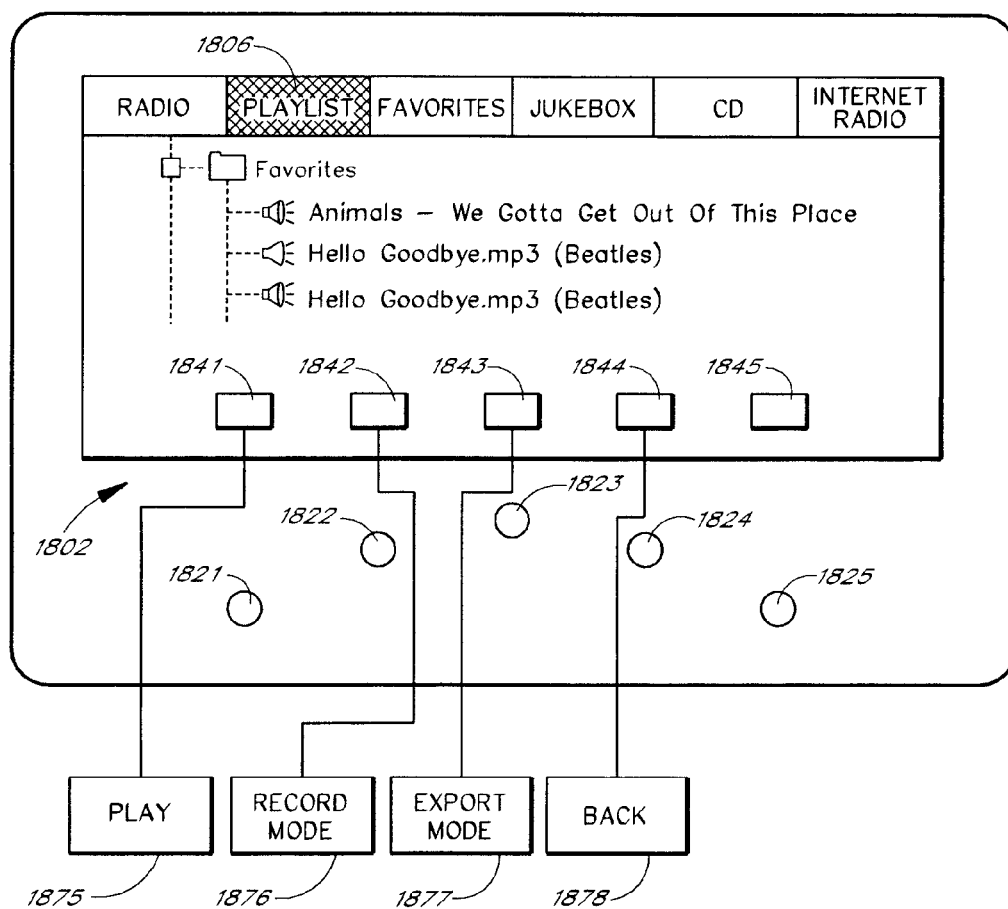 1806
RADIO PLAYLIST FAVORITES JUKEBOX CD INTERNET RADIO
Favorites
Animals – We Gotta Get Out Of This Place
Hello Goodbye.mp3 (Beatles)
Hello Goodbye.mp3 (Beatles)
1841 1842 1843 1844 1845
1802 1822 1823 1824
1821 1825
PLAY RECORD MODE EXPORT MODE BACK
1875 1876 1877 1878